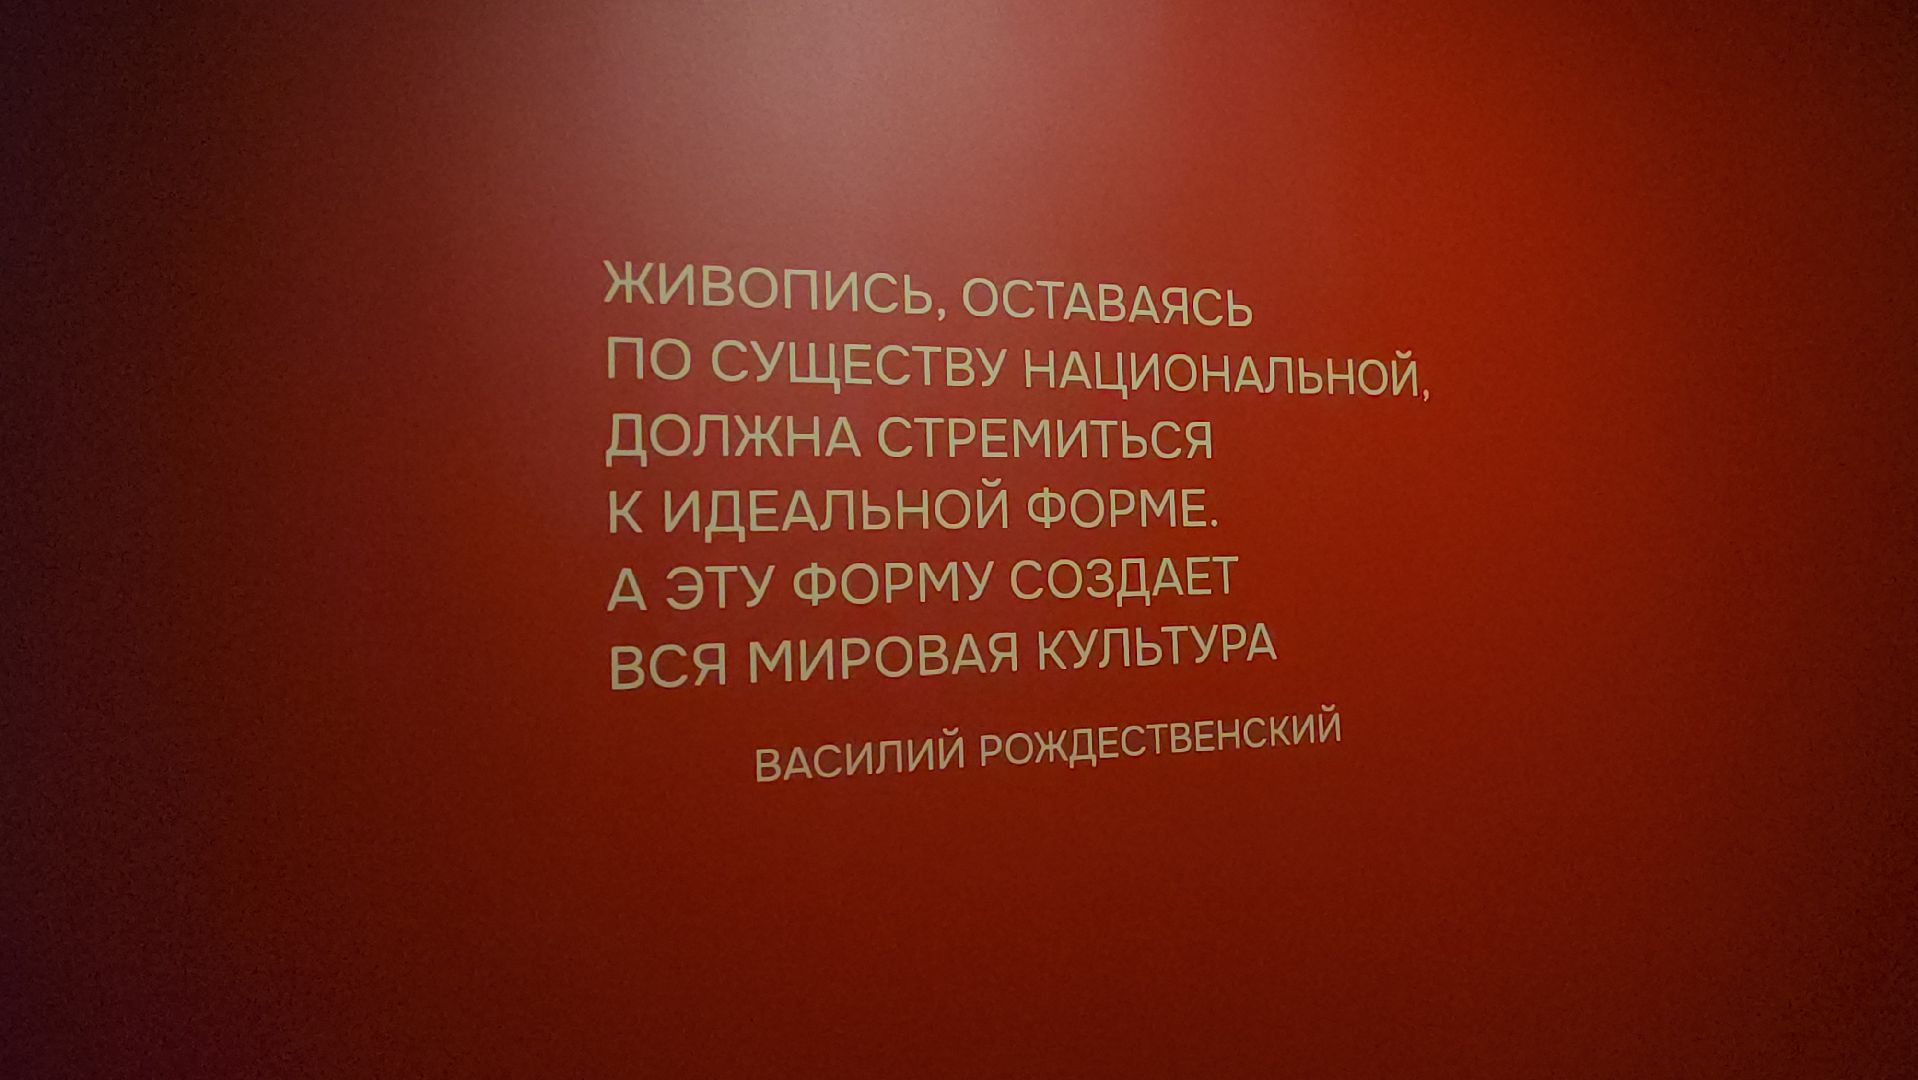 ЖИВОПИСЬ, ОСТАВАЯСЬ
ПО СУЩЕСТВУ НАЦИОНАЛЬНОЙ,
ДОЛЖНА СТРЕМИТЬСЯ
К ИДЕАЛЬНОЙ ФОРМЕ.
А ЭТУ ФОРМУ СОЗДАЕТ
ВСЯ МИРОВАЯ КУЛЬТУРА
ВАСИЛИЙ РОЖДЕСТВЕНСКИЙ